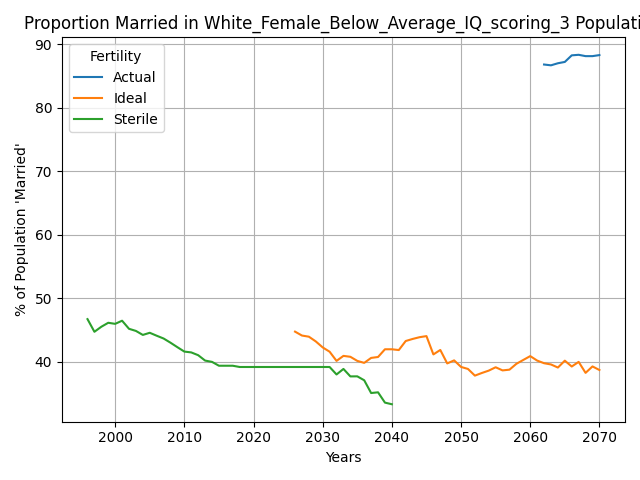 Proportion Married in White_Female_Below_Average_IQ_scoring_3 Populati
90
80
70
60
50
40
% of Population 'Married'
Fertility
Actual
Ideal
Sterile
2000 2010 2020 2030 2040 2050 2060 2070
Years